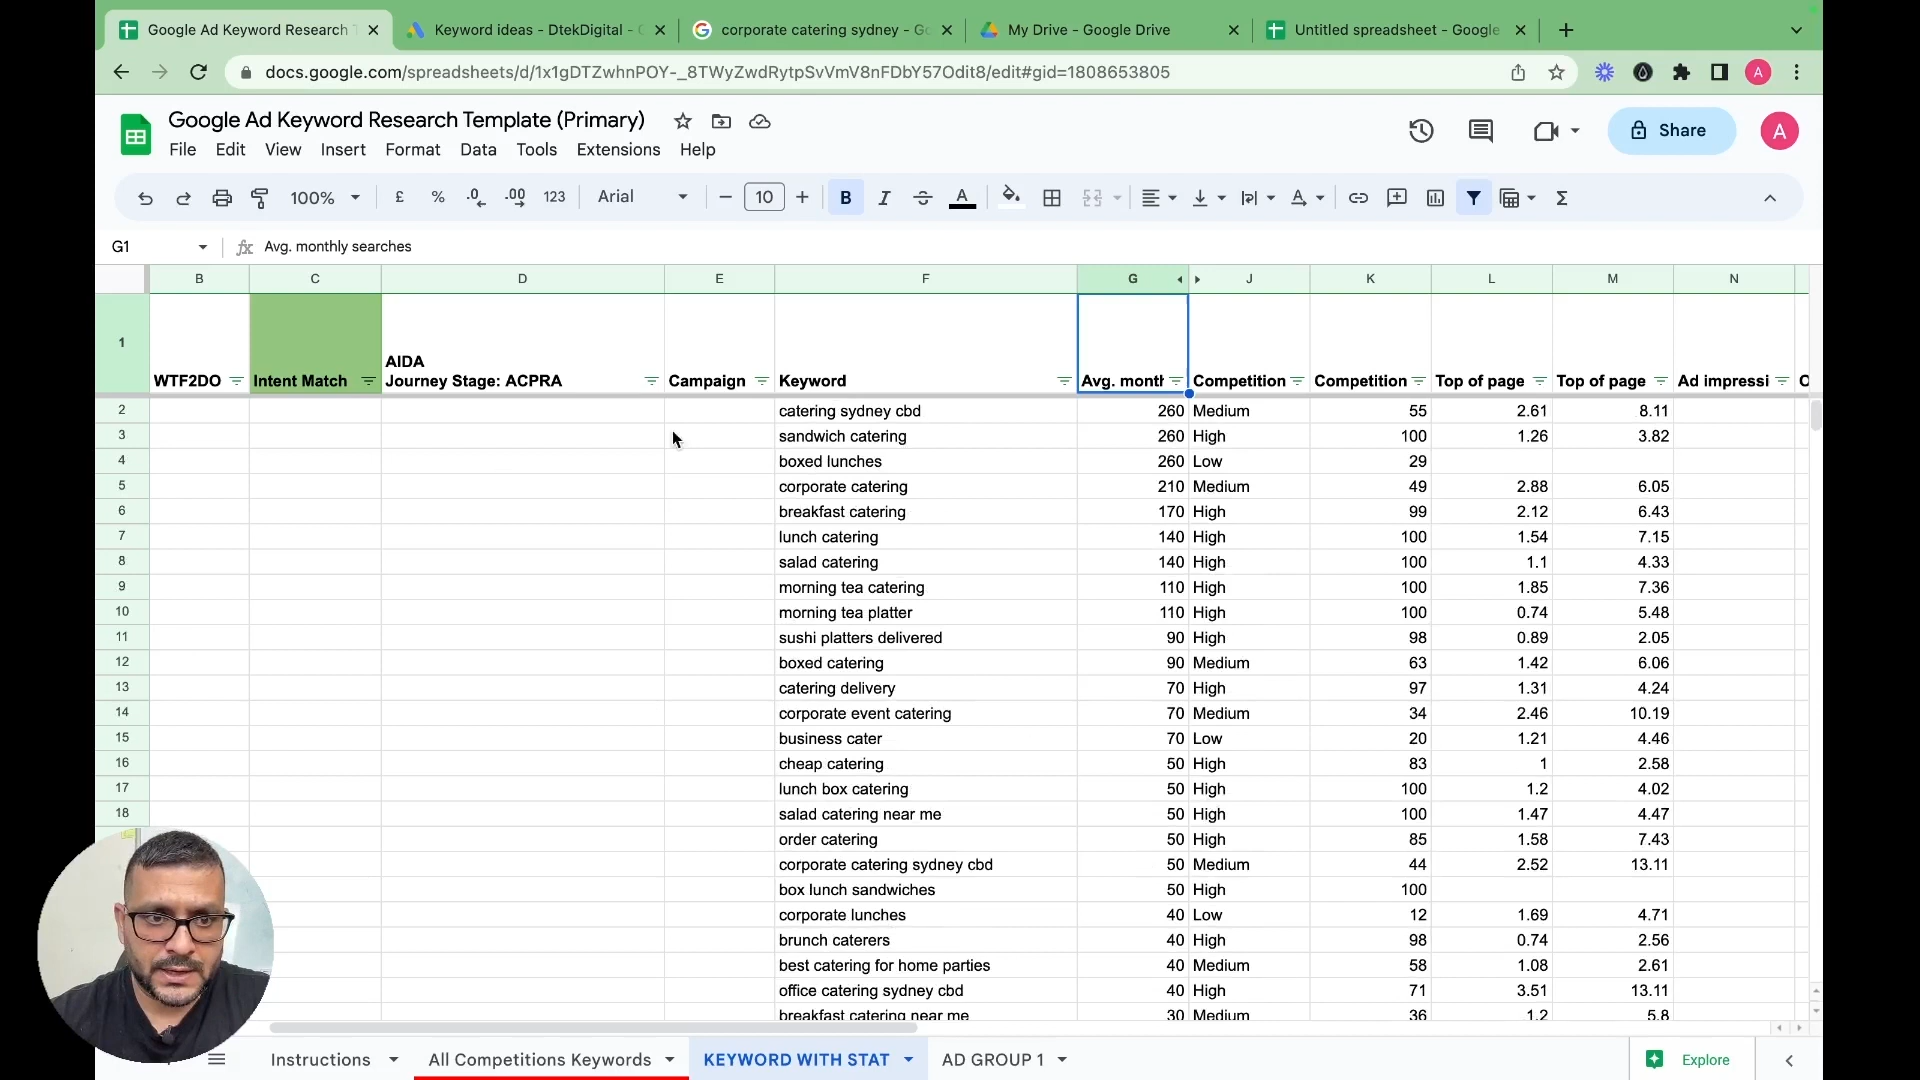 Google Ad Keyword Research T
Keyword ideas - DtekDigital - G
corporate catering sydney - Go
My Drive - Google Drive
Untitled spreadsheet - Google
docs.google.com/spreadsheets/d/1x1gDTZwhnPOY-_8TWyZwdRytpSvVmV8nFDbY57Odit8/edit#gid=1808653805
A
Google Ad Keyword Research Template (Primary)
File Edit View Insert Format Data Tools Extensions Help
Share
A
100% £ % .0 .00 123 Arial 10 B I S A A Σ
G1 fx Avg. monthly searches
B C D E F G J K L M N
1 WTF2DO Intent Match AIDA
Journey Stage: ACPRA Campaign Keyword Avg. month Competition Competition Top of page Top of page Ad impressi O
2 catering sydney cbd 260 Medium 55 2.61 8.11
3 sandwich catering 260 High 100 1.26 3.82
4 boxed lunches 260 Low 29
5 corporate catering 210 Medium 49 2.88 6.05
6 breakfast catering 170 High 99 2.12 6.43
7 lunch catering 140 High 100 1.54 7.15
8 salad catering 140 High 100 1.1 4.33
9 morning tea catering 110 High 100 1.85 7.36
10 morning tea platter 110 High 100 0.74 5.48
11 sushi platters delivered 90 High 98 0.89 2.05
12 boxed catering 90 Medium 63 1.42 6.06
13 catering delivery 70 High 97 1.31 4.24
14 corporate event catering 70 Medium 34 2.46 10.19
15 business cater 70 Low 20 1.21 4.46
16 cheap catering 50 High 83 1 2.58
17 lunch box catering 50 High 100 1.2 4.02
18 salad catering near me 50 High 100 1.47 4.47
order catering 50 High 85 1.58 7.43
corporate catering sydney cbd 50 Medium 44 2.52 13.11
box lunch sandwiches 50 High 100
corporate lunches 40 Low 12 1.69 4.71
brunch caterers 40 High 98 0.74 2.56
best catering for home parties 40 Medium 58 1.08 2.61
office catering sydney cbd 40 High 71 3.51 13.11
breakfast catering near me 30 Medium 36 1.2 5.8
Instructions All Competitions Keywords KEYWORD WITH STAT AD GROUP 1 Explore